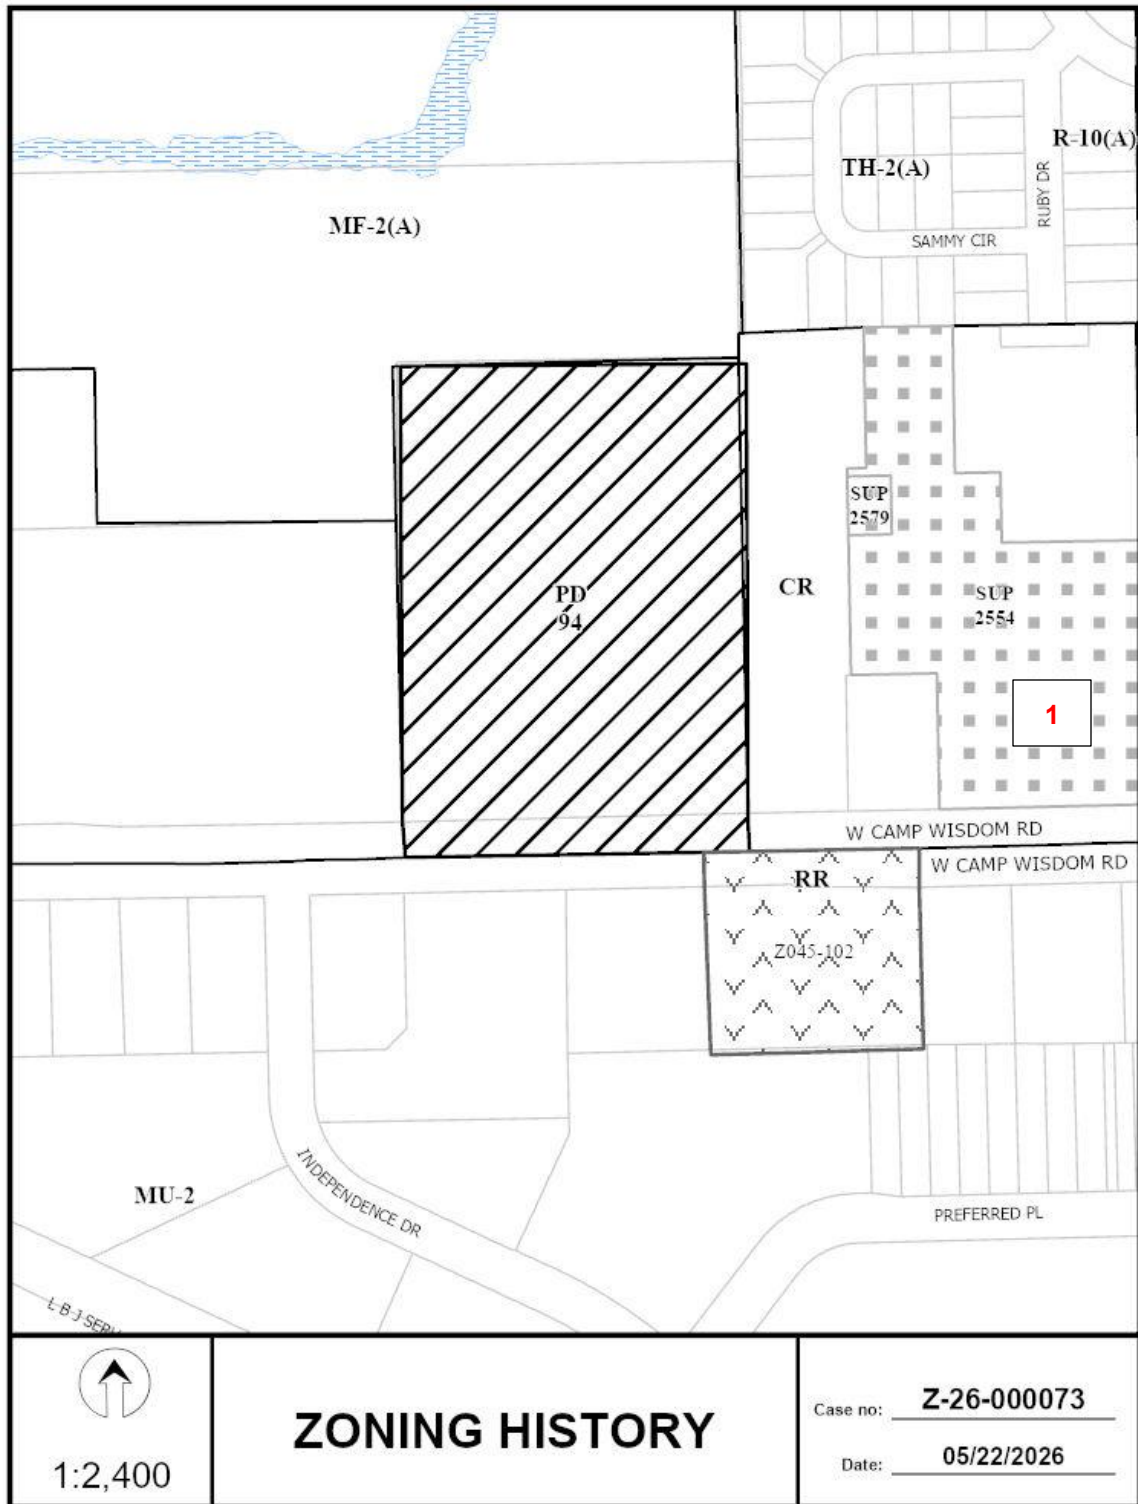 R-10(A)
TH-2(A)
RUBY DR
MF-2(A)
SAMMY CIR
SUP
2579
PD
94
CR
SUP
2554
1
W CAMP WISDOM RD
W CAMP WISDOM RD
RR
Z045-102
INDEPENDENCE DR
MU-2
PREFERRED PL
L B J
1:2,400
ZONING HISTORY
Case no: Z-26-000073
Date: 05/22/2026